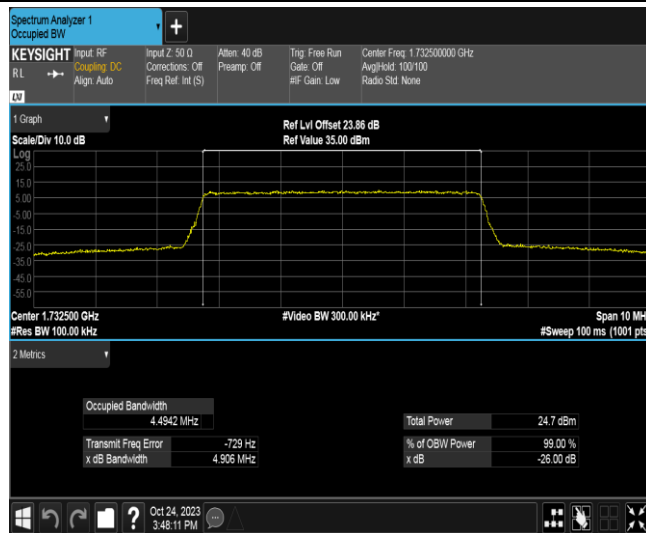 Spectrum Analyzer 1
Occupied BW
+
KEYSIGHT
RL
Input: RF
Coupling: DC
Align: Auto
Input Z: 50 Ω
Corrections: Off
Freq Ref: Int (S)
Atten: 40 dB
Preamp: Off
Trig: Free Run
Gate: Off
#IF Gain: Low
Center Freq: 1.732500000 GHz
Avg|Hold: 100/100
Radio Std: None
1 Graph
Scale/Div 10.0 dB
Ref Lvl Offset 23.86 dB
Ref Value 35.00 dBm
Log
25.0
15.0
5.00
-5.00
-15.0
-25.0
-35.0
-45.0
-55.0
Center 1.732500 GHz
#Video BW 300.00 kHz*
Span 10 MH
#Res BW 100.00 kHz
#Sweep 100 ms (1001 pts
2 Metrics
Occupied Bandwidth
4.4942 MHz
Total Power 24.7 dBm
Transmit Freq Error -729 Hz
% of OBW Power 99.00 %
x dB Bandwidth 4.906 MHz
x dB -26.00 dB
?
Oct 24, 2023
3:48:11 PM